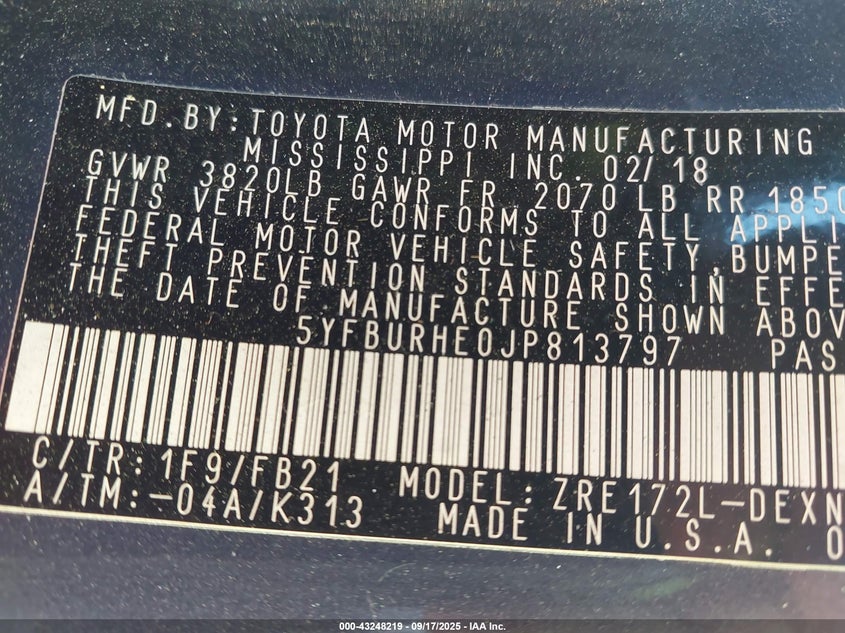 MFD.BY:TOYOTA MOTOR MANUFACTURING
MISSISSIPPI INC. 02/18
GVWR 3820LB GAWR FR 2070 LB RR 1850
THIS VEHICLE CONFORMS TO ALL APPLI
FEDERAL MOTOR VEHICLE SAFETY,BUMPE
THEFT PREVENTION STANDARDS IN EFFE
THE DATE OF MANUFACTURE SHOWN ABOV
5YFBURHE0JP813797 PAS
C/TR: 1F9/FB21 MODEL: ZRE172L-DEXN
A/TM:-04A/K313 MADE IN U.S.A. 0
000-43248219 - 09/17/2025 - IAA Inc.